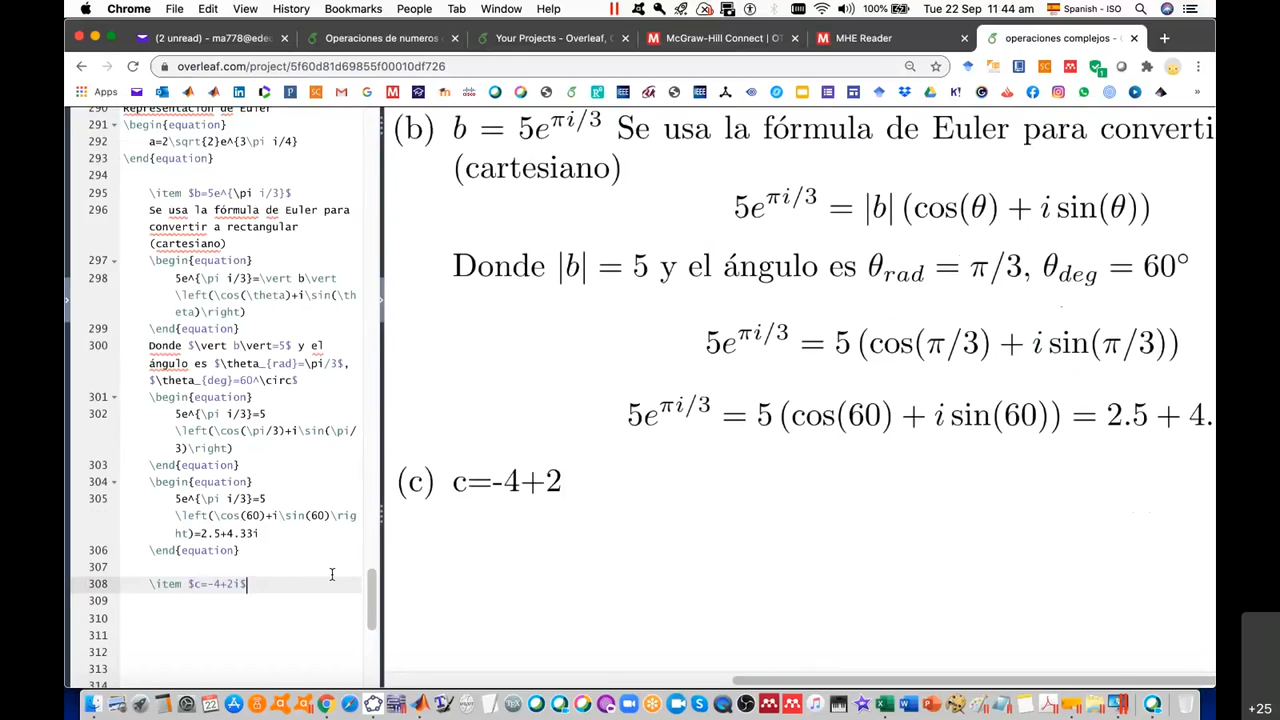 Chrome File Edit View History Bookmarks People Tab Window Help 100% Tue 22 Sep 11:44 am Spanish - ISO
(2 unread) - ma778@ede
Operaciones de numeros
Your Projects - Overleaf,
McGraw-Hill Connect | OT
MHE Reader
operaciones complejos -
overleaf.com/project/5f60d81d69855f00010df726
Apps
290 Representación de Euler
291 \begin{equation}
292 a=2\sqrt{2}e^{3\pi i/4}
293 \end{equation}
294
295 \item $b=5e^{\pi i/3}$
296 Se usa la fórmula de Euler para
convertir a rectangular
(cartesiano)
297 \begin{equation}
298 5e^{\pi i/3}=\vert b\vert
\left(\cos(\theta)+i\sin(\th
eta)\right)
299 \end{equation}
300 Donde $\vert b\vert=5$ y el
ángulo es $\theta_{rad}=\pi/3$,
$\theta_{deg}=60^\circ$
301 \begin{equation}
302 5e^{\pi i/3}=5
\left(\cos(\pi/3)+i\sin(\pi/
3)\right)
303 \end{equation}
304 \begin{equation}
305 5e^{\pi i/3}=5
\left(\cos(60)+i\sin(60)\rig
ht)=2.5+4.33i
306 \end{equation}
307
308 \item $c=-4+2i$
309
310
311
312
313
314
(b) b = 5e^{πi/3} Se usa la fórmula de Euler para converti
(cartesiano)
5e^{πi/3} = |b| (cos(θ) + i sin(θ))
Donde |b| = 5 y el ángulo es θ_{rad} = π/3, θ_{deg} = 60°
5e^{πi/3} = 5 (cos(π/3) + i sin(π/3))
5e^{πi/3} = 5 (cos(60) + i sin(60)) = 2.5 + 4.
(c) c=-4+2
+25